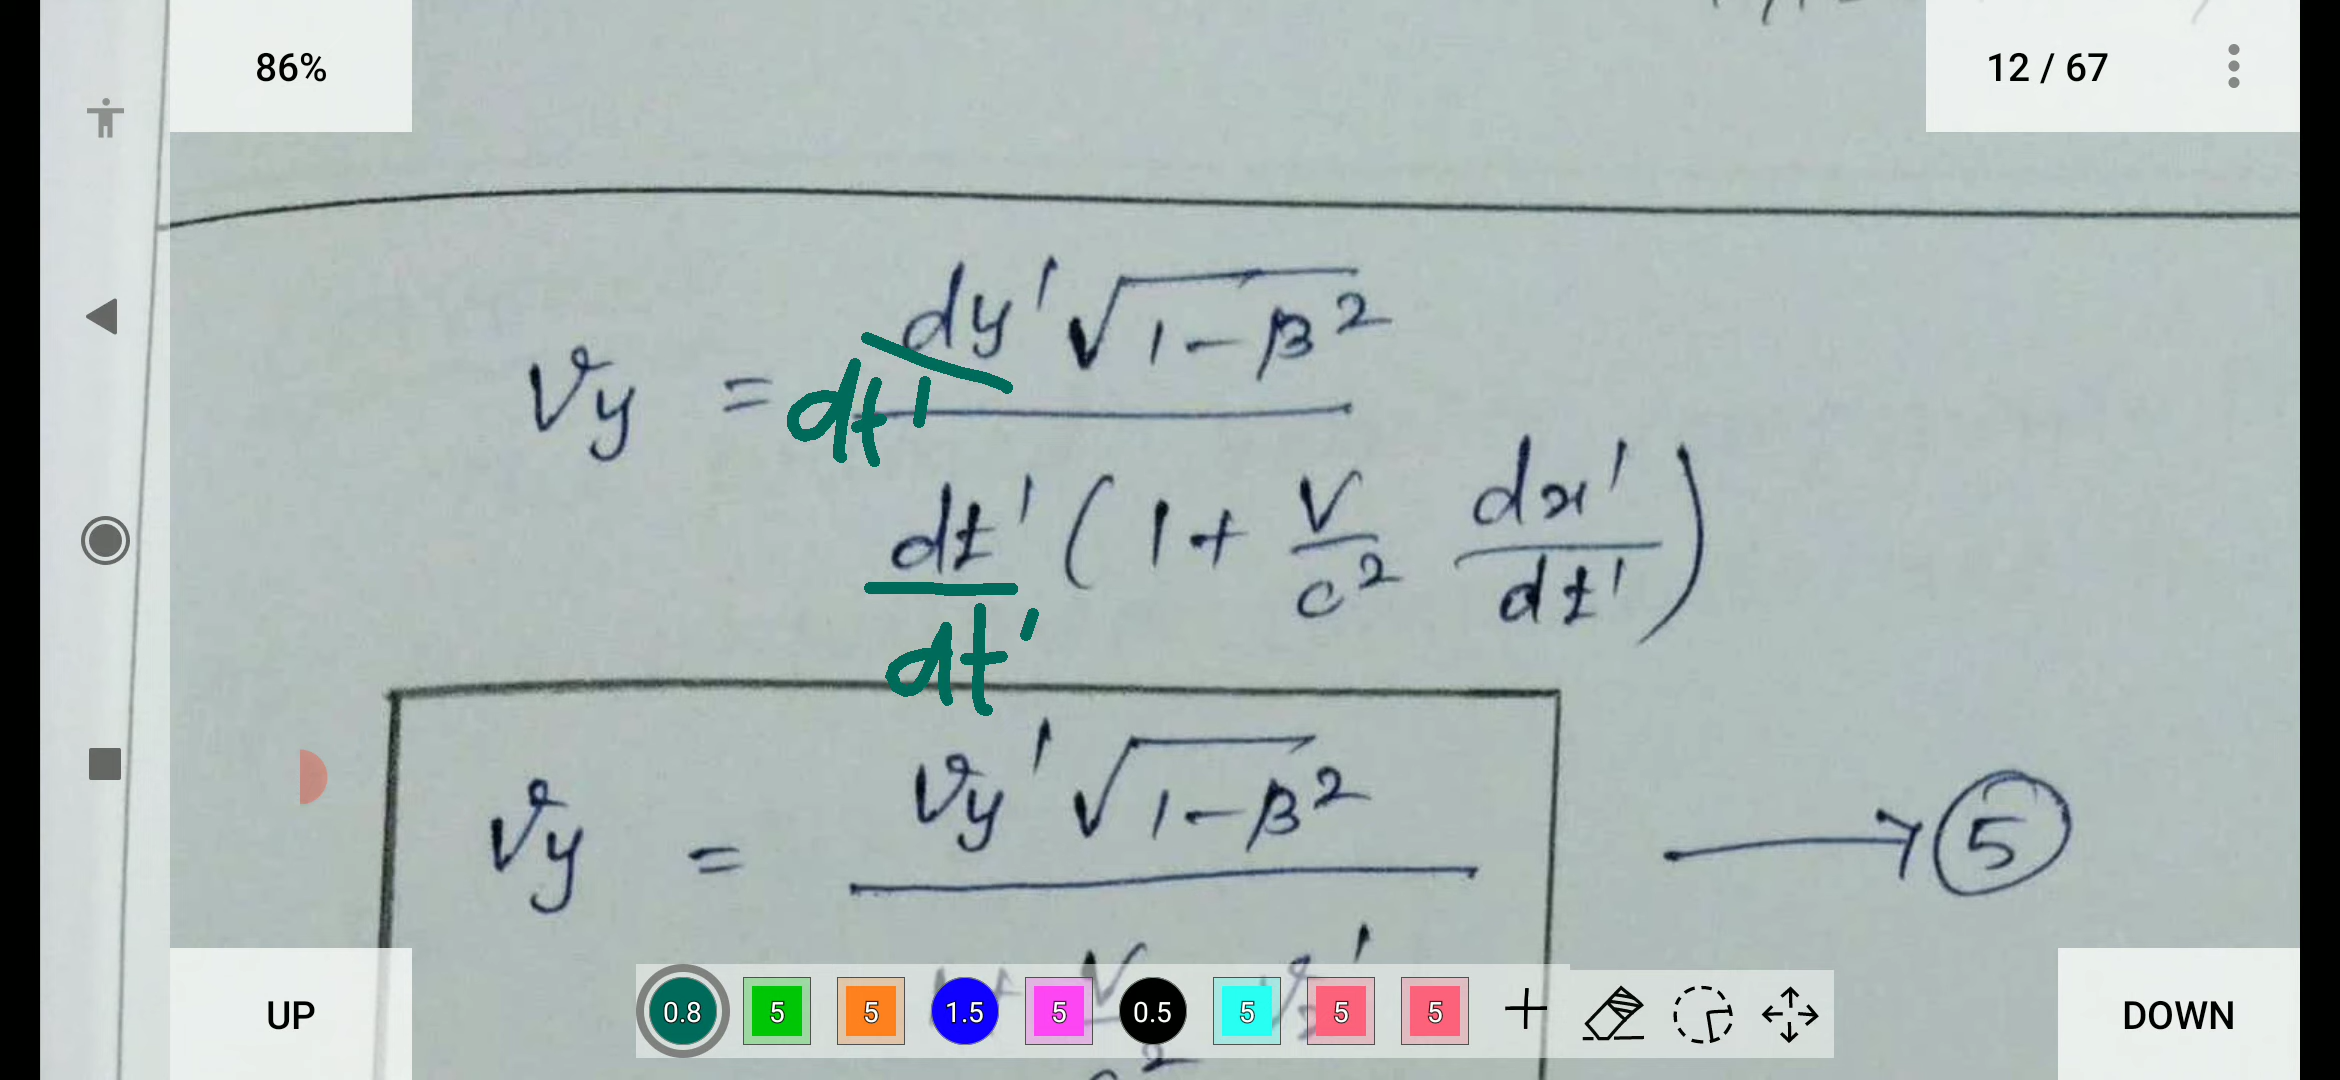 86%
12 / 67
Vy = dy' √1-β²
dt'
dt' ( 1 + V/c² dx'/dt' )
dt'
Vy = Vy' √1-β² → 5
UP
0.8 5 5 1.5 5 0.5 5 5 5
DOWN